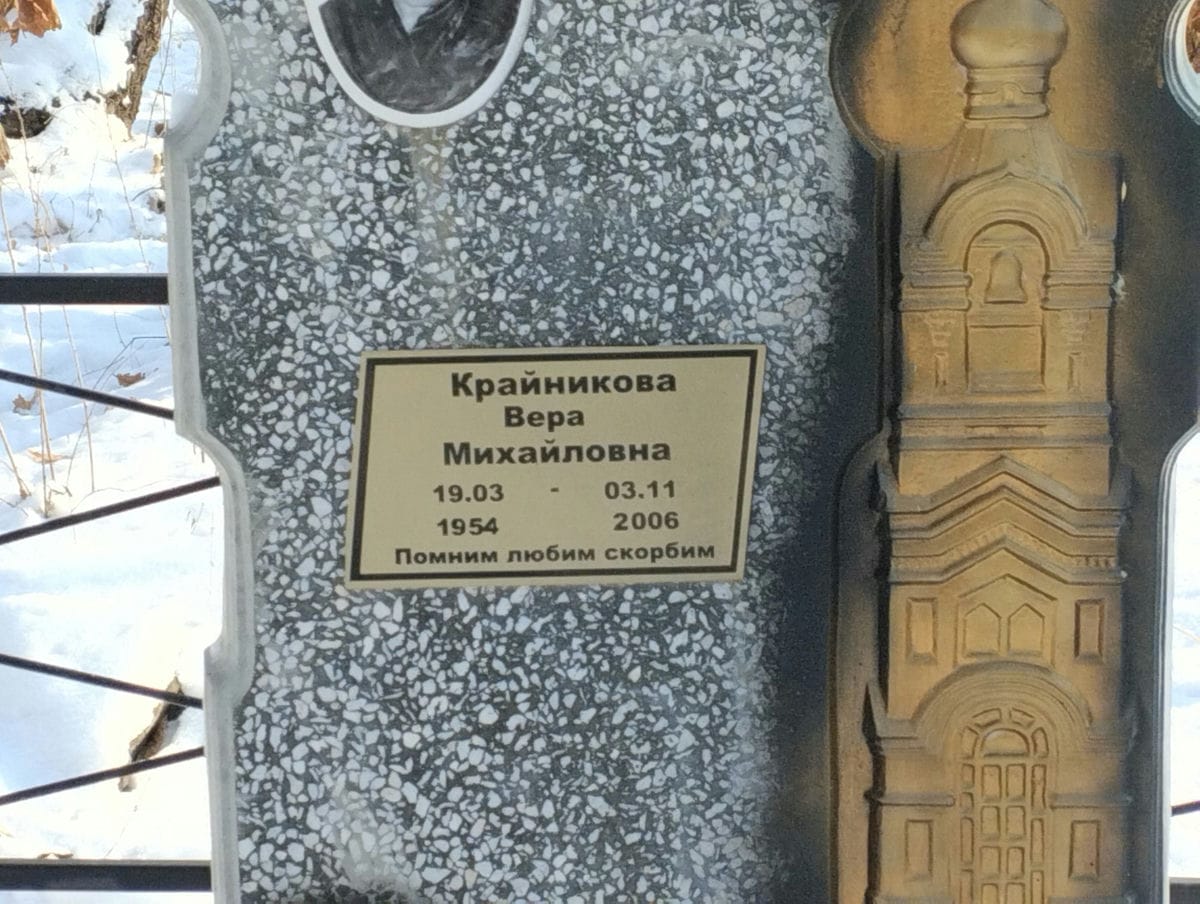 Крайникова
Вера
Михайловна
19.03 - 03.11
1954 2006
Помним любим скорбим